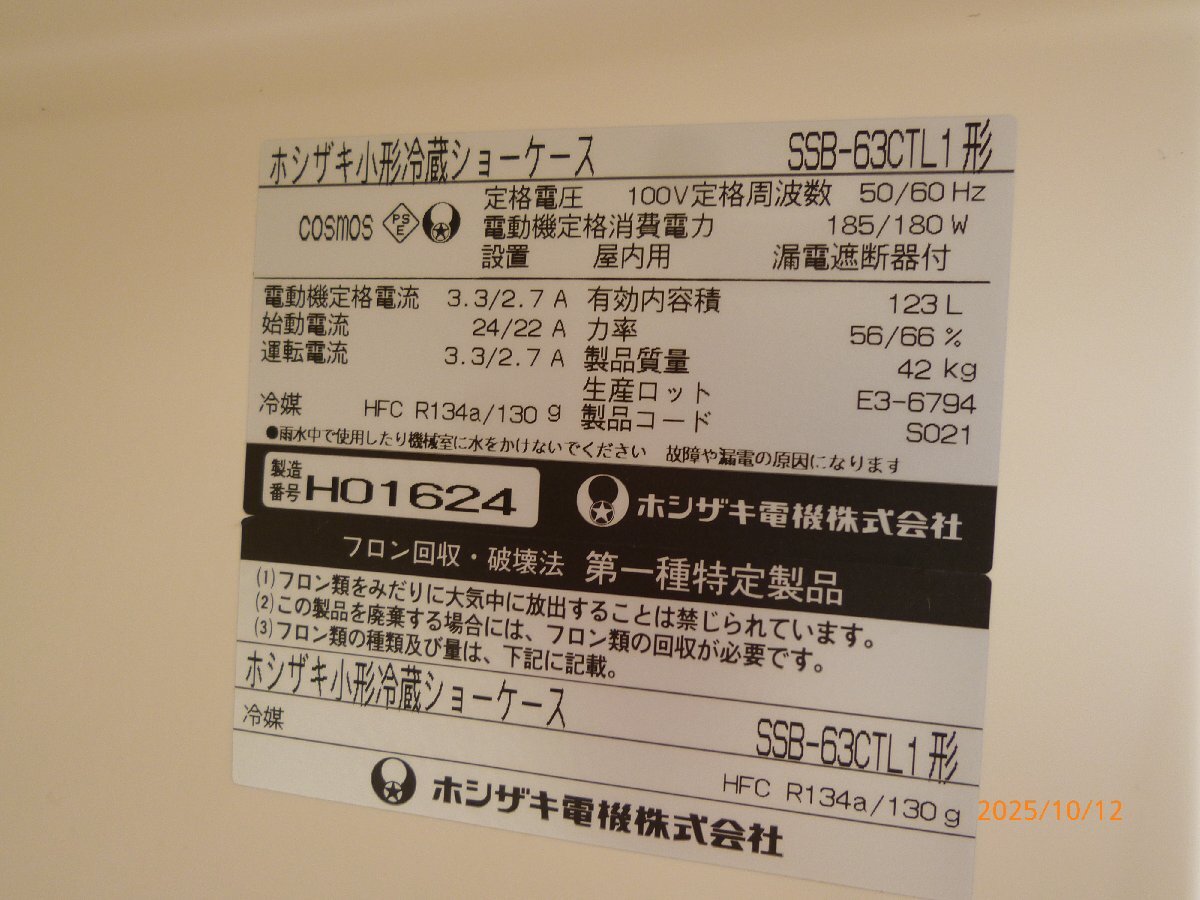 ホシザキ小形冷蔵ショーケース SSB-63CTL1形
定格電圧 100V 定格周波数 50/60 Hz
cosmos PSE 電動機定格消費電力 185/180 W
設置 屋内用 漏電遮断器付
電動機定格電流 3.3/2.7 A 有効内容積 123 L
始動電流 24/22 A 力率 56/66 %
運転電流 3.3/2.7 A 製品質量 42 kg
生産ロット E3-6794
冷媒 HFC R134a/130 g 製品コード S021
●雨水中で使用したり機械室に水をかけないでください 故障や漏電の原因になります
製造番号 H01624 ホシザキ電機株式会社
フロン回収・破壊法 第一種特定製品
(1)フロン類をみだりに大気中に放出することは禁じられています。
(2)この製品を廃棄する場合には、フロン類の回収が必要です。
(3)フロン類の種類及び量は、下記に記載。
ホシザキ小形冷蔵ショーケース SSB-63CTL1形
冷媒 HFC R134a/130 g
ホシザキ電機株式会社
2025/10/12